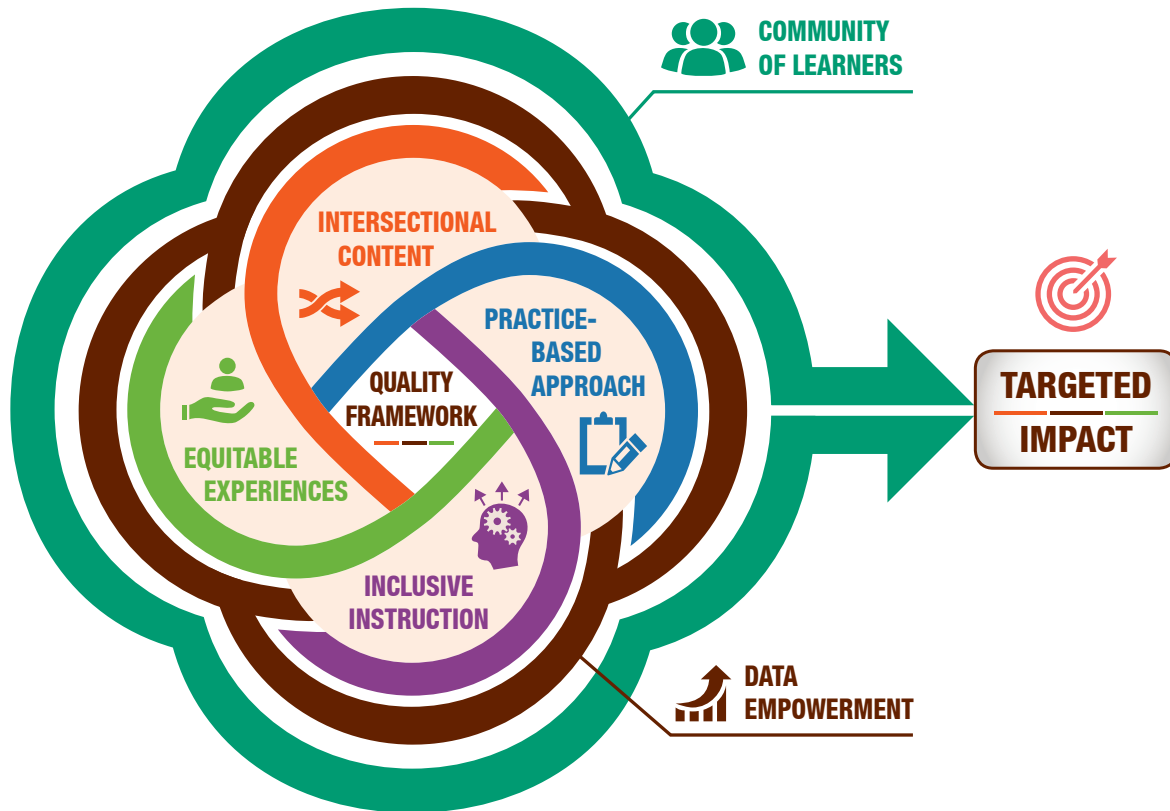 COMMUNITY
OF LEARNERS
INTERSECTIONAL
CONTENT
PRACTICE-
BASED
APPROACH
QUALITY
FRAMEWORK
EQUITABLE
EXPERIENCES
INCLUSIVE
INSTRUCTION
TARGETED
IMPACT
DATA
EMPOWERMENT